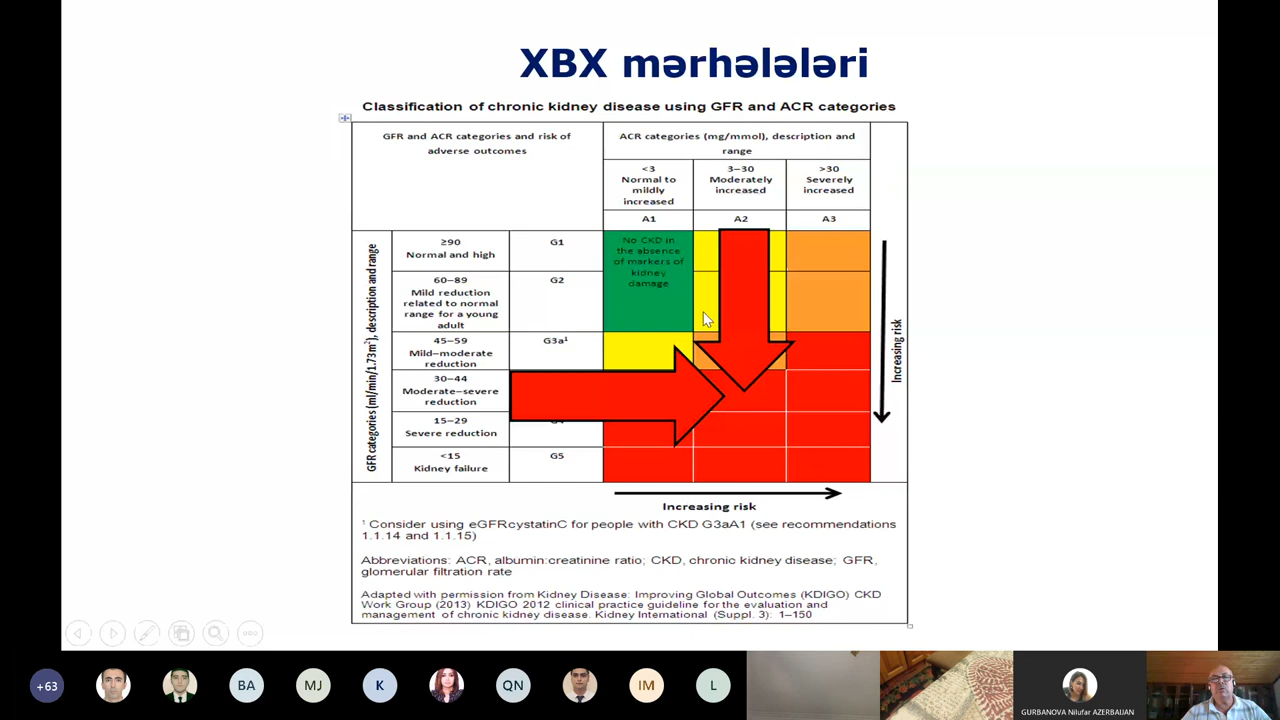 XBX mərhələləri
Classification of chronic kidney disease using GFR and ACR categories
GFR and ACR categories and risk of
adverse outcomes
ACR categories (mg/mmol), description and
range
<3
Normal to
mildly
increased
3–30
Moderately
increased
>30
Severely
increased
A1
A2
A3
GFR categories (ml/min/1.73m²), description and range
≥90
Normal and high
G1
No CKD in
the absence
of markers of
kidney
damage
60–89
Mild reduction
related to normal
range for a young
adult
G2
45–59
Mild–moderate
reduction
G3a¹
30–44
Moderate–severe
reduction
15–29
Severe reduction
G4
<15
Kidney failure
G5
Increasing risk
Increasing risk
¹ Consider using eGFRcystatinC for people with CKD G3aA1 (see recommendations
1.1.14 and 1.1.15)
Abbreviations: ACR, albumin:creatinine ratio; CKD, chronic kidney disease; GFR,
glomerular filtration rate
Adapted with permission from Kidney Disease: Improving Global Outcomes (KDIGO) CKD
Work Group (2013) KDIGO 2012 clinical practice guideline for the evaluation and
management of chronic kidney disease. Kidney International (Suppl. 3): 1–150
+63
BA
MJ
K
QN
IM
L
GURBANOVA Nilufar AZERBAIJAN